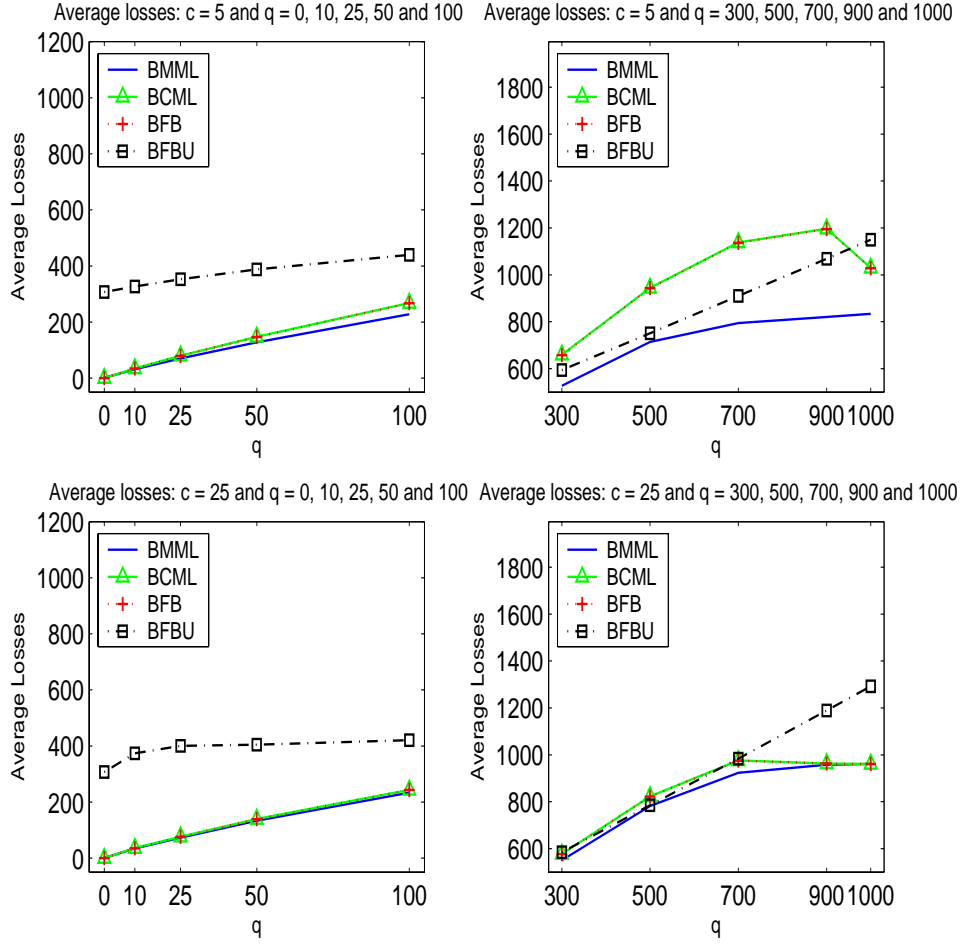 Average losses: c = 5 and q = 0, 10, 25, 50 and 100
1200
1000
800
600
400
200
0
Average Losses
BMML
BCML
BFB
BFBU
0 10 25 50 100
q
Average losses: c = 5 and q = 300, 500, 700, 900 and 1000
1800
1600
1400
1200
1000
800
600
Average Losses
BMML
BCML
BFB
BFBU
300 500 700 900 1000
q
Average losses: c = 25 and q = 0, 10, 25, 50 and 100
1200
1000
800
600
400
200
0
Average Losses
BMML
BCML
BFB
BFBU
0 10 25 50 100
q
Average losses: c = 25 and q = 300, 500, 700, 900 and 1000
1800
1600
1400
1200
1000
800
600
Average Losses
BMML
BCML
BFB
BFBU
300 500 700 900 1000
q